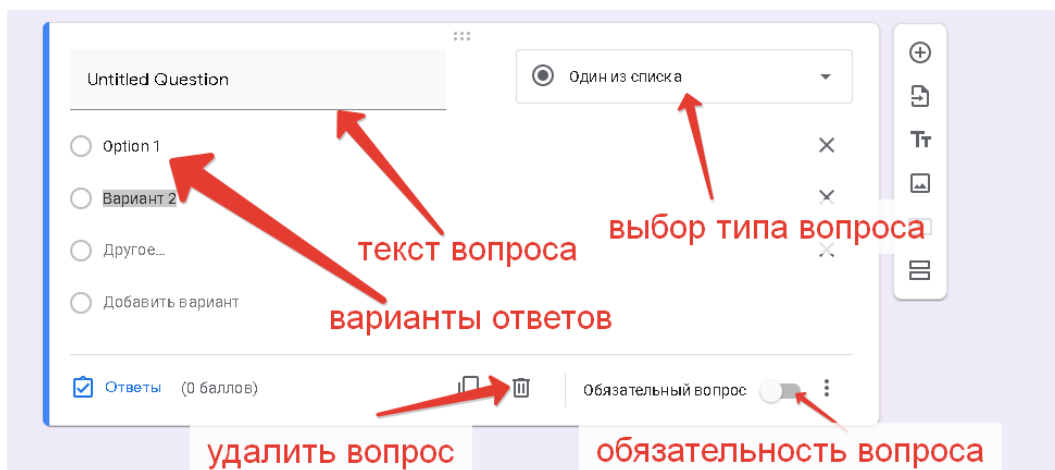 Untitled Question
Один из списка
Option 1
Вариант 2
выбор типа вопроса
Другое...
текст вопроса
Добавить вариант
варианты ответов
Ответы (0 баллов)
Обязательный вопрос
удалить вопрос
обязательность вопроса